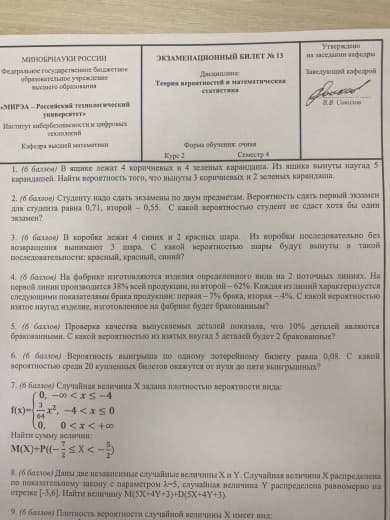 МИНОБРНАУКИ РОССИИ
Федеральное государственное бюджетное
образовательное учреждение
высшего образования
«МИРЭА – Российский технологический
университет»
Институт кибербезопасности и цифровых
технологий
Кафедра высшей математики
ЭКЗАМЕНАЦИОННЫЙ БИЛЕТ № 13
Дисциплина:
Теория вероятностей и математическая
статистика
Форма обучения: очная
Курс 2 Семестр 4
Утверждено
на заседании кафедры
Заведующий кафедрой
В.В. Соколов
1. (6 баллов) В ящике лежат 4 коричневых и 4 зеленых карандаша. Из ящика вынуты наугад 5
карандашей. Найти вероятность того, что вынуты 3 коричневых и 2 зеленых карандаша.
2. (6 баллов) Студенту надо сдать экзамены по двум предметам. Вероятность сдать первый экзамен
для студента равна 0,71, второй – 0,55. С какой вероятностью студент не сдаст хотя бы один
экзамен?
3. (6 баллов) В коробке лежат 4 синих и 2 красных шара. Из коробки последовательно без
возвращения вынимают 3 шара. С какой вероятностью шары будут вынуты в такой
последовательности: красный, красный, синий?
4. (6 баллов) На фабрике изготовляются изделия определенного вида на 2 поточных линиях. На
первой линии производится 38% всей продукции, на второй – 62%. Каждая из линий характеризуется
следующими показателями брака продукции: первая – 7% брака, вторая – 4%. С какой вероятностью
взятое наугад изделие, изготовленное на фабрике будет бракованным?
5. (6 баллов) Проверка качества выпускаемых деталей показала, что 10% деталей являются
бракованными. С какой вероятностью из взятых наугад 5 деталей будет 2 бракованные?
6. (6 баллов) Вероятность выигрыша по одному лотерейному билету равна 0,08. С какой
вероятностью среди 20 купленных билетов окажутся от нуля до пяти выигрышных?
7. (6 баллов) Случайная величина X задана плотностью вероятности вида:
0, −∞ < x ≤ −4
f(x)={ 3/64 x², −4 < x ≤ 0
0, 0 < x < +∞
Найти сумму величин:
M(X)+P((−7/2 ≤ X < −5/2)
8. (6 баллов) Даны две независимые случайные величины X и Y. Случайная величина X распределена
по показательному закону с параметром λ=5, случайная величина Y распределена равномерно на
отрезке [-3,6]. Найти величину M(5X+4Y+3)+D(5X+4Y+3).
9. (6 баллов) Плотность вероятности случайной величины X имеет вид: